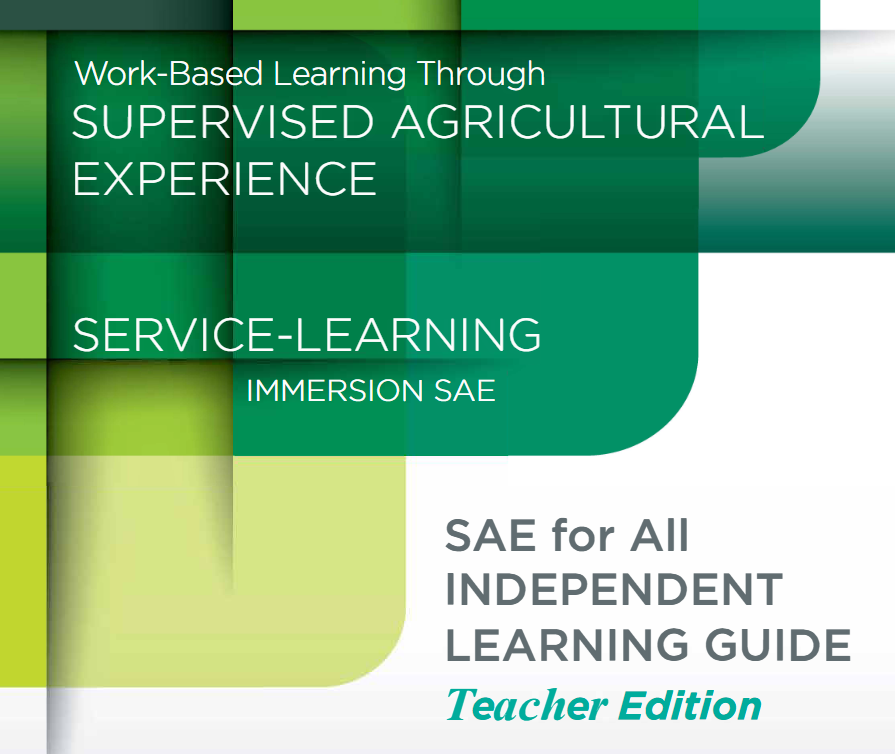 Work-Based Learning Through
SUPERVISED AGRICULTURAL
EXPERIENCE
SERVICE-LEARNING
IMMERSION SAE
SAE for All
INDEPENDENT
LEARNING GUIDE
Teacher Edition